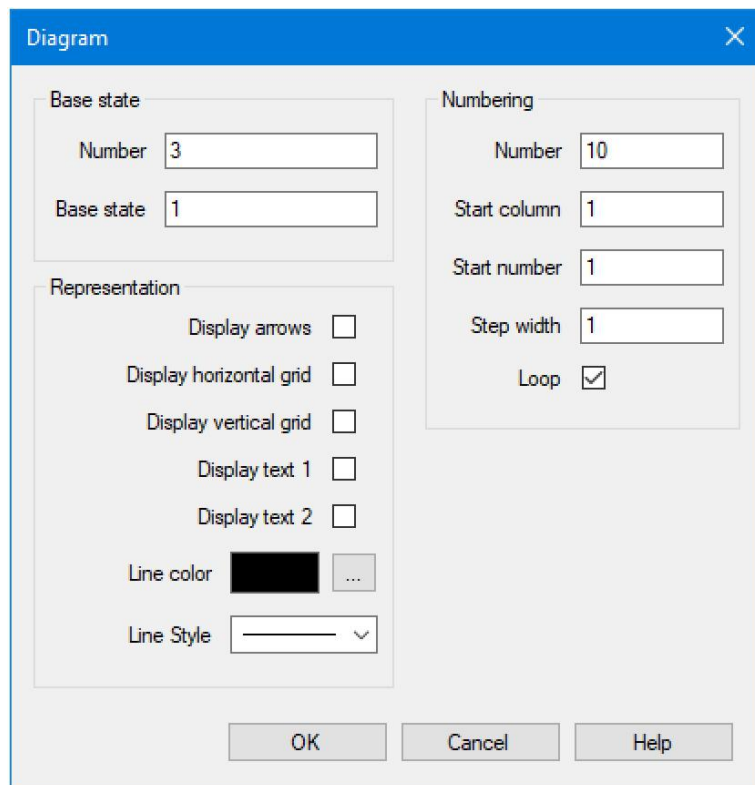 Diagram
Base state
Number 3
Base state 1
Representation
Display arrows
Display horizontal grid
Display vertical grid
Display text 1
Display text 2
Line color ...
Line Style
Numbering
Number 10
Start column 1
Start number 1
Step width 1
Loop
OK Cancel Help